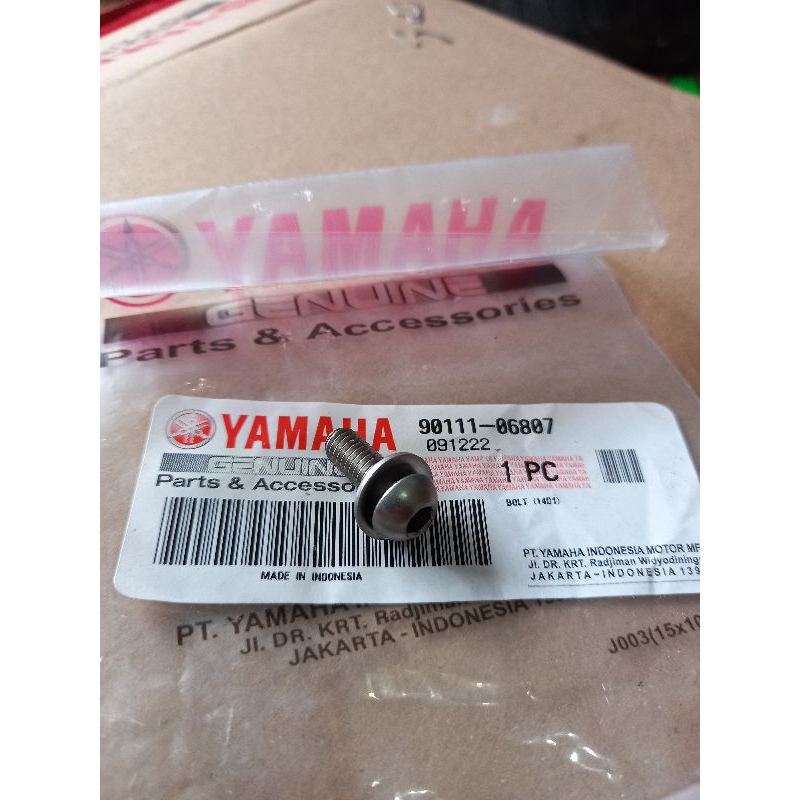 YAMAHA
GENUINE
Parts & Accessories
YAMAHA 90111-06807
091222
GENUINE
1 PC
Parts & Accesso
BOLT (14D1)
MADE IN INDONESIA
PT. YAMAHA INDONESIA MOTOR MF
Jl. DR. KRT. Radjiman Widyodining
JAKARTA-INDONESIA 139
PT. YAMAHA
Jl. DR. KRT. Radjiman
JAKARTA - INDONESIA
J003(15x10